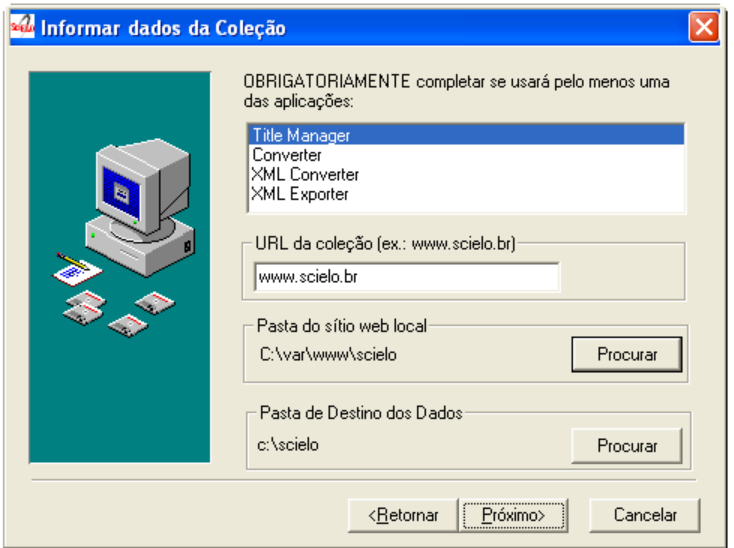 Informar dados da Coleção
OBRIGATORIAMENTE completar se usará pelo menos uma
das aplicações:
Title Manager
Converter
XML Converter
XML Exporter
URL da coleção (ex.: www.scielo.br)
www.scielo.br
Pasta do sítio web local
C:\var\www\scielo
Procurar
Pasta de Destino dos Dados
c:\scielo
Procurar
<Retornar
Próximo>
Cancelar